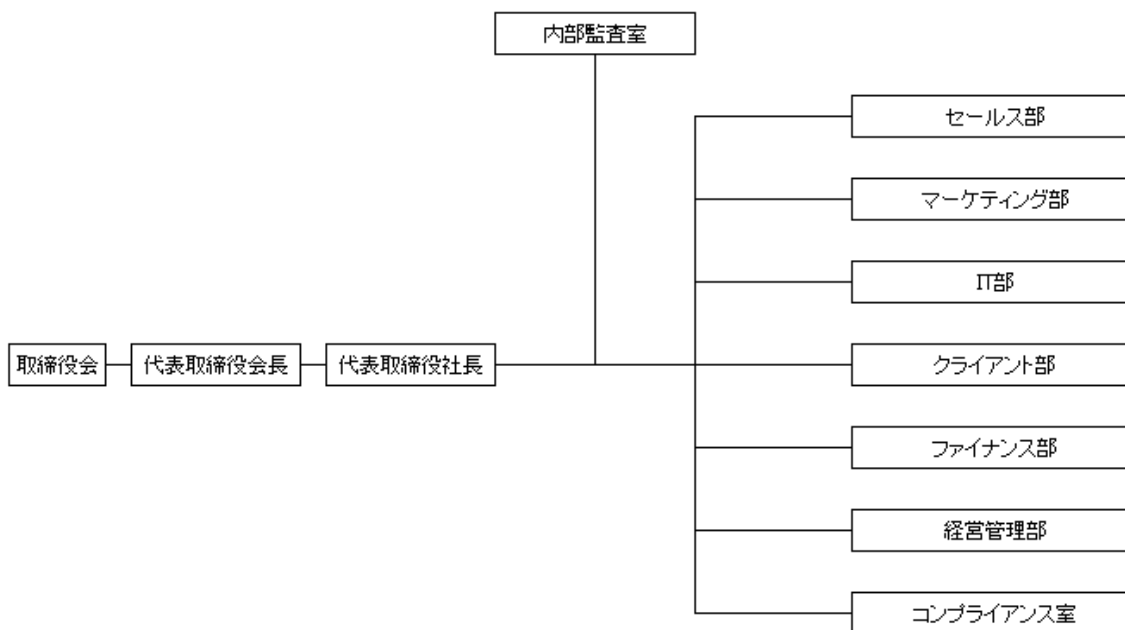 内部監査室
セールス部
マーケティング部
IT部
取締役会
代表取締役会長
代表取締役社長
クライアント部
ファイナンス部
経営管理部
コンプライアンス室